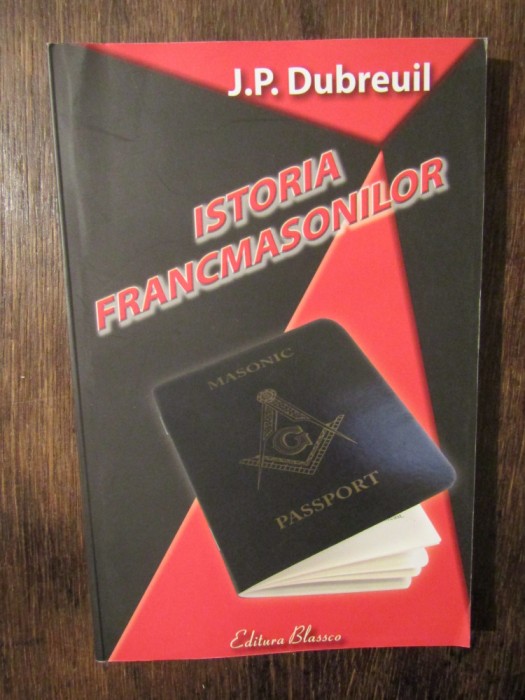 J.P. Dubreuil
ISTORIA
FRANCMASONILOR
MASONIC
G
PASSPORT
Editura Blassco